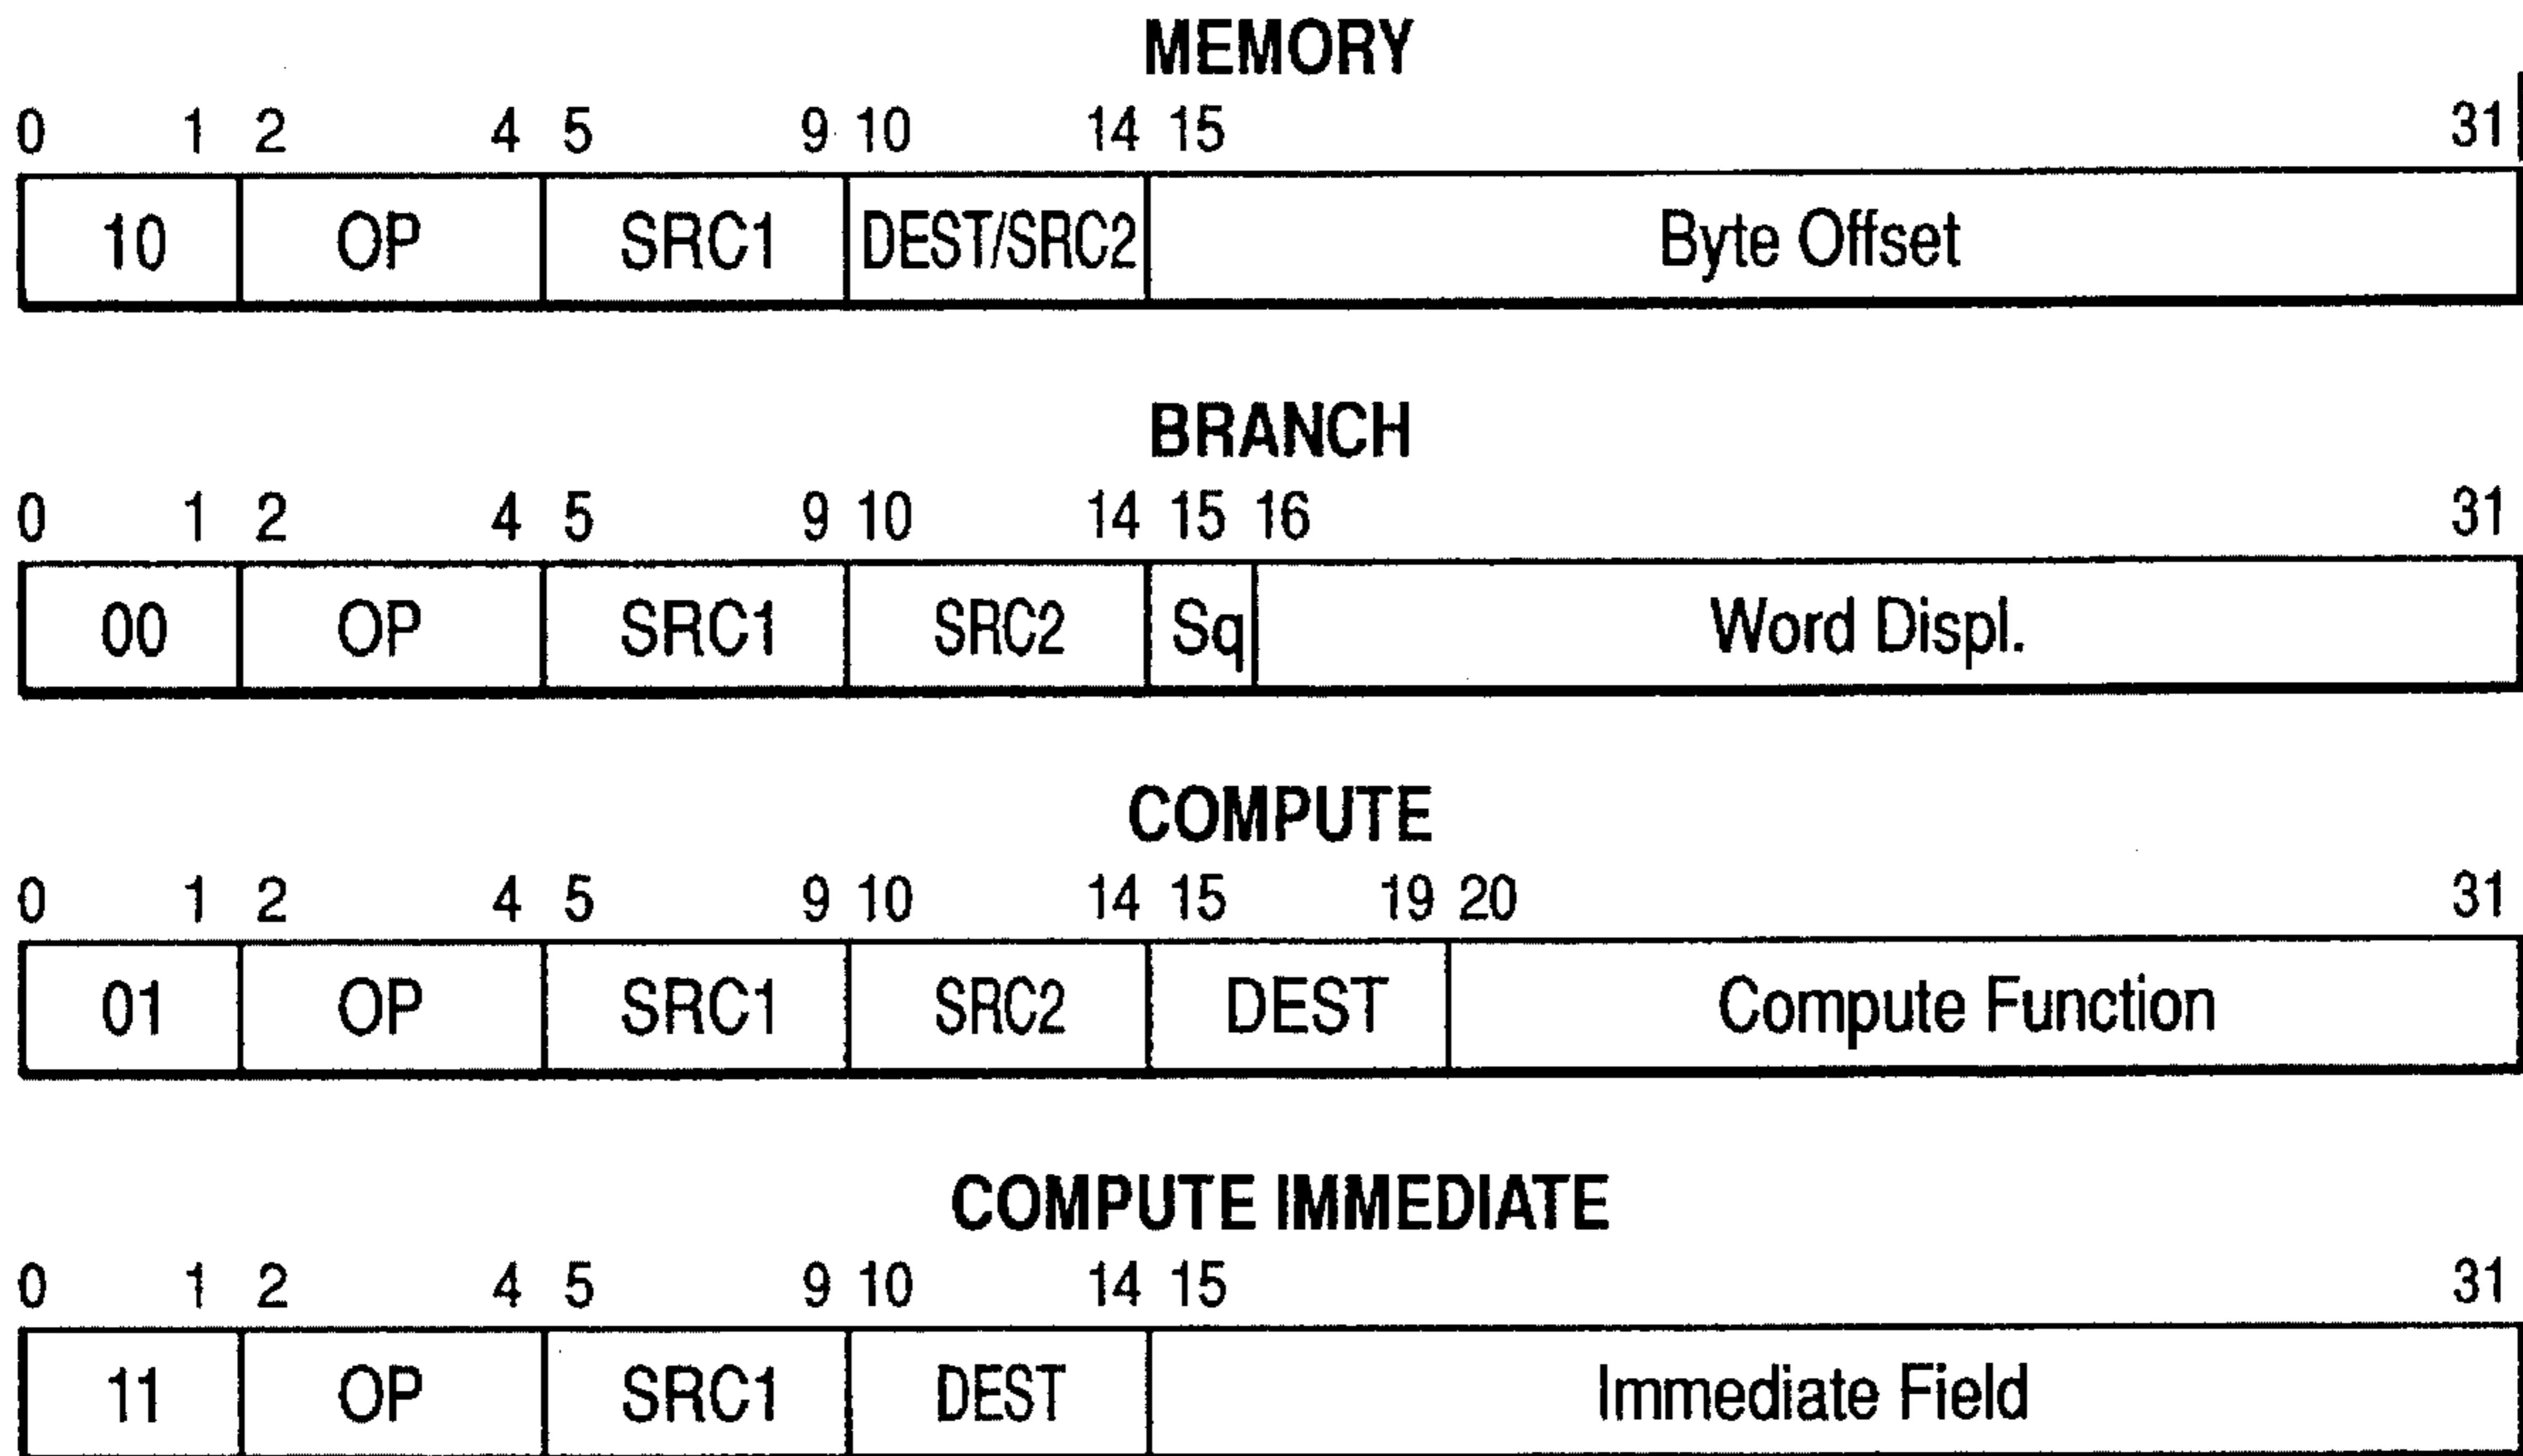 MEMORY
0 1 2 4 5 9 10 14 15 31
10 OP SRC1 DEST/SRC2 Byte Offset
BRANCH
0 1 2 4 5 9 10 14 15 16 31
00 OP SRC1 SRC2 Sq Word Displ.
COMPUTE
0 1 2 4 5 9 10 14 15 19 20 31
01 OP SRC1 SRC2 DEST Compute Function
COMPUTE IMMEDIATE
0 1 2 4 5 9 10 14 15 31
11 OP SRC1 DEST Immediate Field